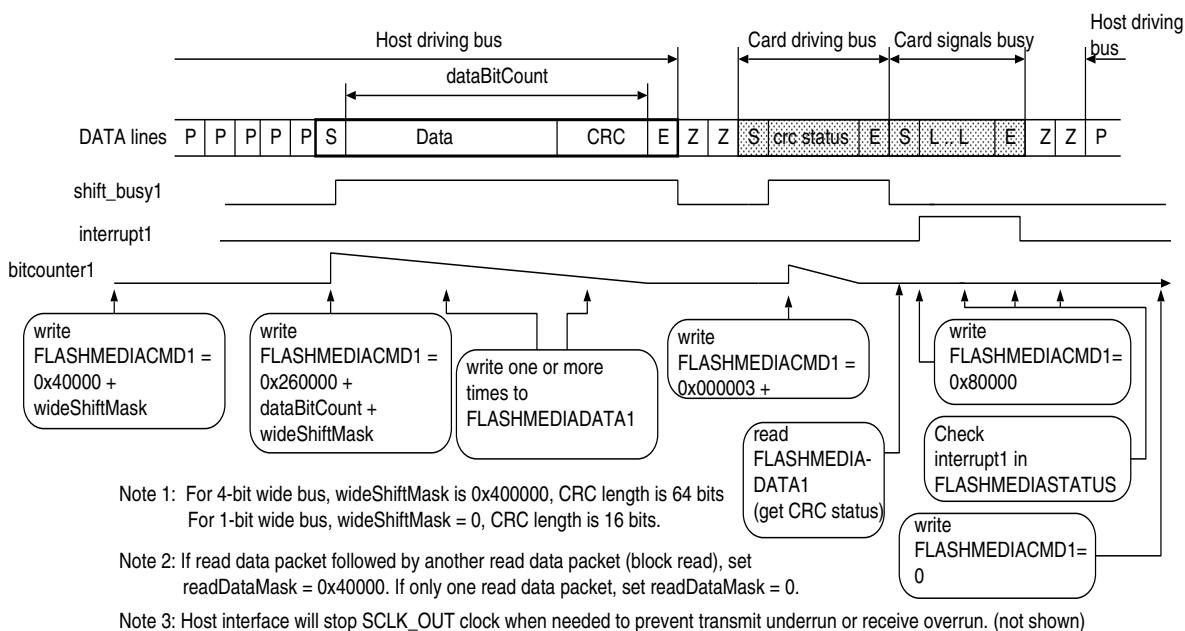 Host driving bus
Card driving bus
Card signals busy
Host driving
bus
dataBitCount
DATA lines P P P P P S Data CRC E Z Z S crc status E S L .. L E Z Z P
shift_busy1
interrupt1
bitcounter1
write
FLASHMEDIACMD1 =
0x40000 +
wideShiftMask
write
FLASHMEDIACMD1 =
0x260000 +
dataBitCount +
wideShiftMask
write one or more
times to
FLASHMEDIADATA1
write
FLASHMEDIACMD1 =
0x000003 +
write
FLASHMEDIACMD1=
0x80000
read
FLASHMEDIA-
DATA1
(get CRC status)
Check
interrupt1 in
FLASHMEDIASTATUS
write
FLASHMEDIACMD1=
0
Note 1: For 4-bit wide bus, wideShiftMask is 0x400000, CRC length is 64 bits
For 1-bit wide bus, wideShiftMask = 0, CRC length is 16 bits.
Note 2: If read data packet followed by another read data packet (block read), set
readDataMask = 0x40000. If only one read data packet, set readDataMask = 0.
Note 3: Host interface will stop SCLK_OUT clock when needed to prevent transmit underrun or receive overrun. (not shown)